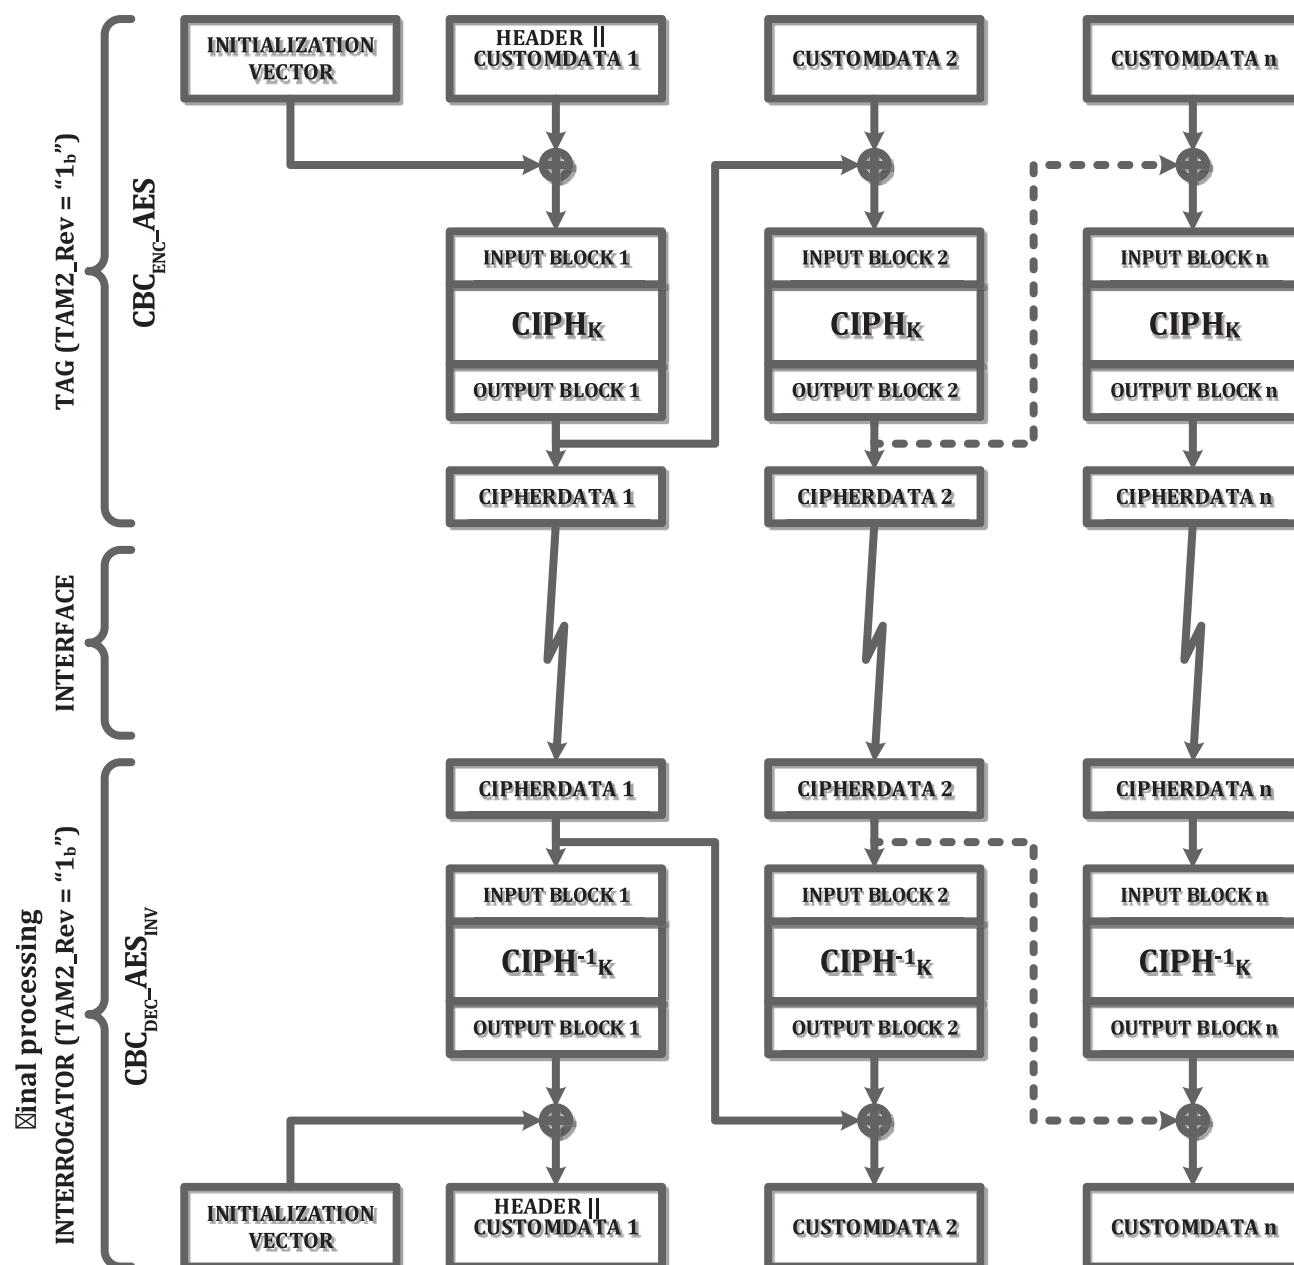 INITIALIZATION
VECTOR
HEADER ||
CUSTOMDATA 1
CUSTOMDATA 2
CUSTOMDATA n
TAG (TAM2_Rev = “1b”)
CBCENC_AES
INPUT BLOCK 1
INPUT BLOCK 2
INPUT BLOCK n
CIPHK
CIPHK
CIPHK
OUTPUT BLOCK 1
OUTPUT BLOCK 2
OUTPUT BLOCK n
CIPHERDATA 1
CIPHERDATA 2
CIPHERDATA n
INTERFACE
CIPHERDATA 1
CIPHERDATA 2
CIPHERDATA n
inal processing
INTERROGATOR (TAM2_Rev = “1b”)
CBCDEC_AESINV
INPUT BLOCK 1
INPUT BLOCK 2
INPUT BLOCK n
CIPH-1K
CIPH-1K
CIPH-1K
OUTPUT BLOCK 1
OUTPUT BLOCK 2
OUTPUT BLOCK n
INITIALIZATION
VECTOR
HEADER ||
CUSTOMDATA 1
CUSTOMDATA 2
CUSTOMDATA n